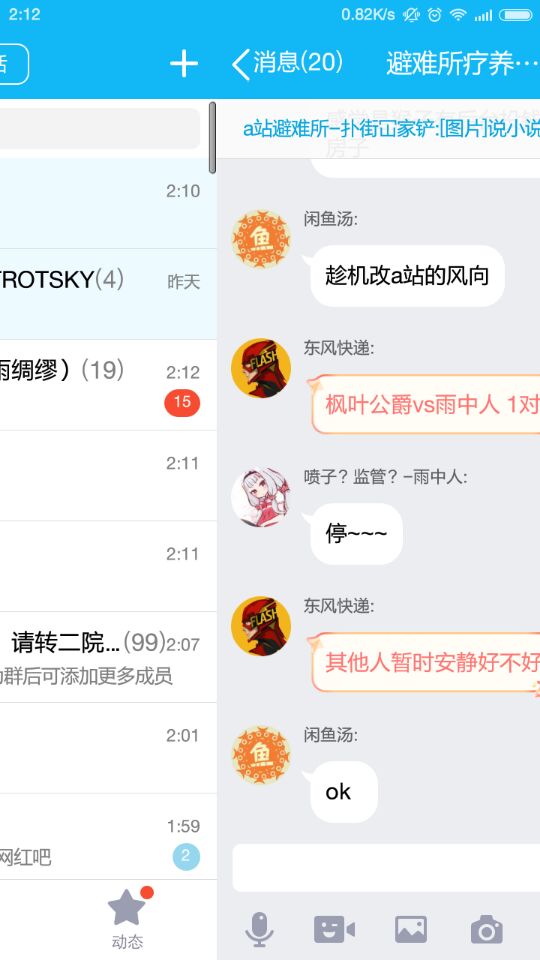 2:12
0.82K/s
话
消息(20)
避难所疗养…
a站避难所-扑街冚家铲:[图片]说小说
房子
2:10
闲鱼汤:
趁机改a站的风向
TROTSKY(4)
昨天
东风快递:
枫叶公爵vs雨中人 1对
雨绸缪）(19)
2:12
15
FLASH
2:11
喷子？监管？-雨中人:
停~~~
2:11
东风快递:
其他人暂时安静好不好
FLASH
请转二院...(99)
2:07
群后可添加更多成员
闲鱼汤:
ok
鱼
2:01
1:59
网红吧
2
动态